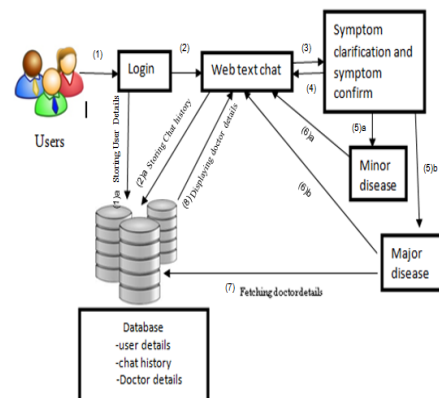 (1)
(2)
(3)
(4)
Login
Web text chat
Symptom
clarification and
symptom
confirm
Users
(1)a Storing User Details
(2)a Storing Chat history
(8)Displaying doctor details
(6)a
(5)a
(5)b
Minor
disease
(6)b
Major
disease
(7) Fetching doctordetails
Database
-user details
-chat history
-Doctor details